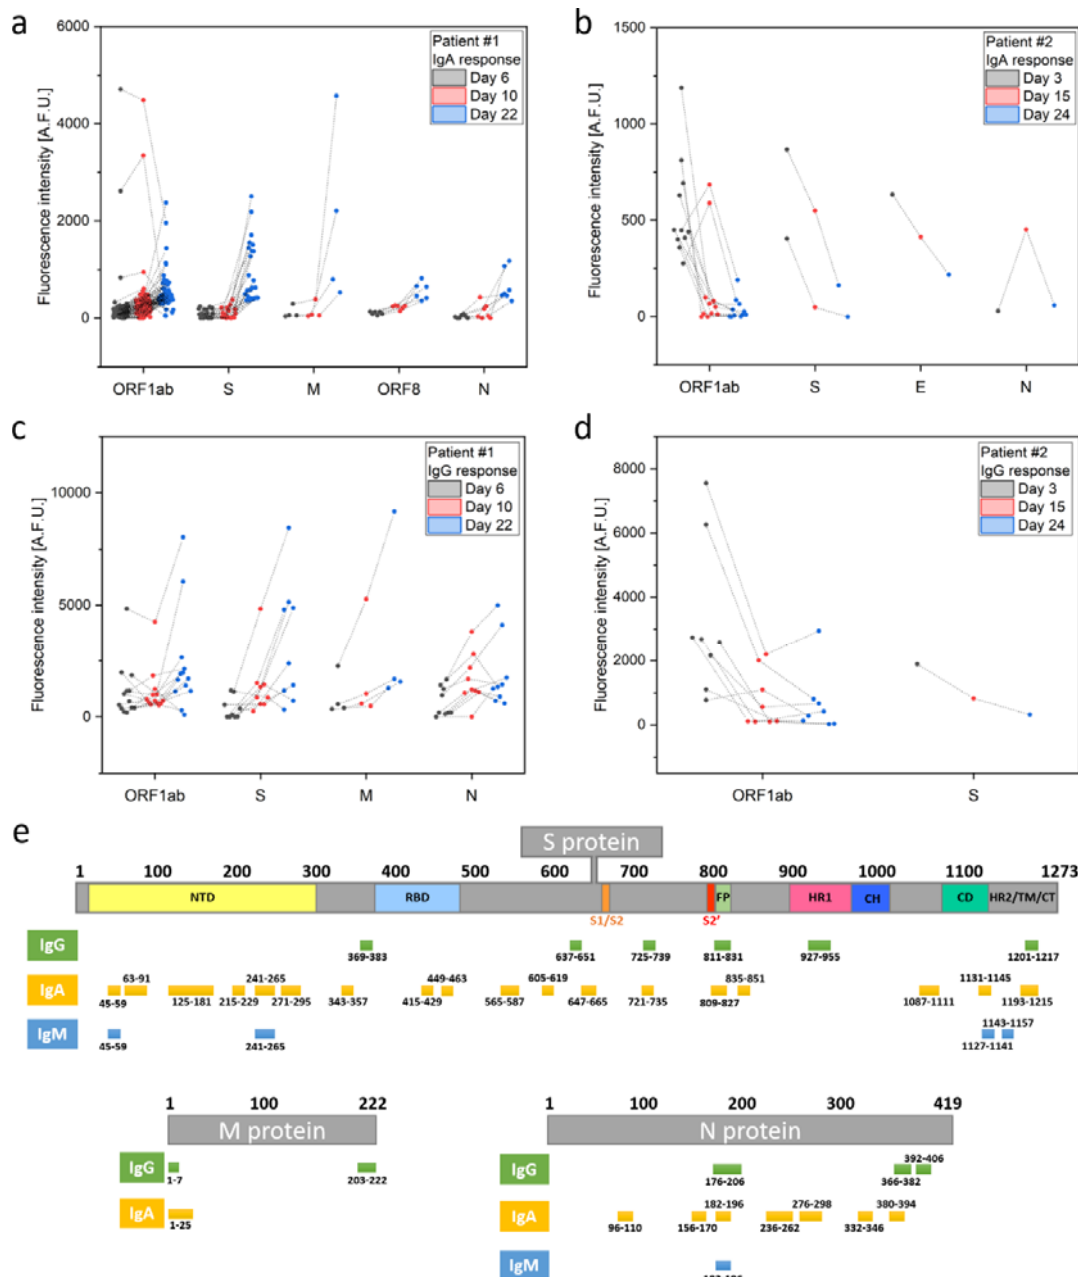 a
b
6000
4000
2000
0
Fluorescence intensity [A.F.U.]
Patient #1
IgA response
Day 6
Day 10
Day 22
ORF1ab S M ORF8 N
1500
1000
500
0
Fluorescence intensity [A.F.U.]
Patient #2
IgA response
Day 3
Day 15
Day 24
ORF1ab S E N
c
d
10000
5000
0
Fluorescence intensity [A.F.U.]
Patient #1
IgG response
Day 6
Day 10
Day 22
ORF1ab S M N
8000
6000
4000
2000
0
Fluorescence intensity [A.F.U.]
Patient #2
IgG response
Day 3
Day 15
Day 24
ORF1ab S
e
S protein
1 100 200 300 400 500 600 700 800 900 1000 1100 1273
NTD RBD FP HR1 CH CD HR2/TM/CT
S1/S2 S2'
IgG
369-383 637-651 725-739 811-831 927-955 1201-1217
63-91 241-265 449-463 605-619 835-851 1131-1145
IgA
45-59 125-181 215-229 271-295 343-357 415-429 565-587 647-665 721-735 809-827 1087-1111 1193-1215
1143-1157
IgM
45-59 241-265 1127-1141
1 100 222
M protein
IgG
1-7 203-222
IgA
1-25
1 100 200 300 419
N protein
392-406
IgG
176-206 366-382
182-196 276-298 380-394
IgA
96-110 156-170 236-262 332-346
IgM